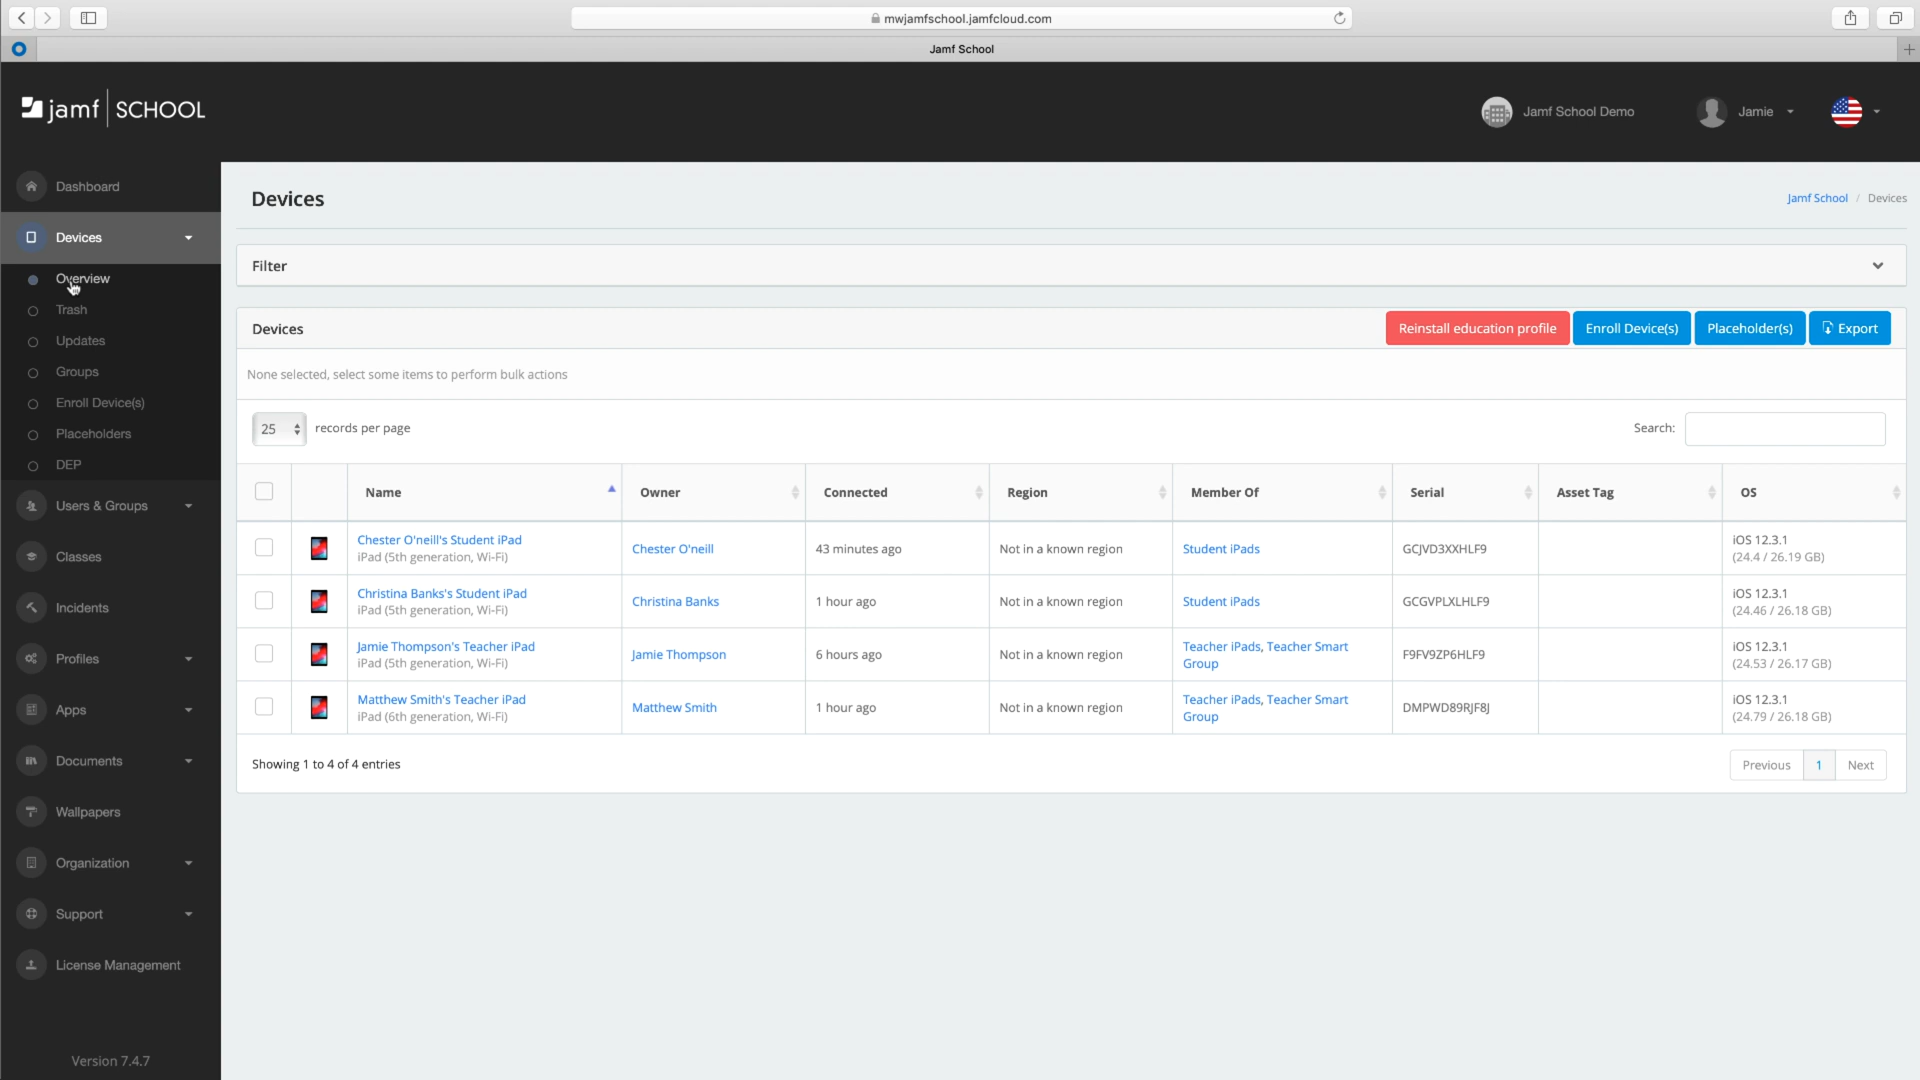 mwjamfschool.jamfcloud.com
Jamf School
jamf | SCHOOL
Jamf School Demo
Jamie
Dashboard
Devices
Overview
Trash
Updates
Groups
Enroll Device(s)
Placeholders
DEP
Users & Groups
Classes
Incidents
Profiles
Apps
Documents
Wallpapers
Organization
Support
License Management
Version 7.4.7
Devices
Jamf School / Devices
Filter
Devices
Reinstall education profile
Enroll Device(s)
Placeholder(s)
Export
None selected, select some items to perform bulk actions
25 records per page
Search:
Name Owner Connected Region Member Of Serial Asset Tag OS
Chester O'neill's Student iPad
iPad (5th generation, Wi-Fi)
Chester O'neill
43 minutes ago
Not in a known region
Student iPads
GCJVD3XXHLF9
iOS 12.3.1
(24.4 / 26.19 GB)
Christina Banks's Student iPad
iPad (5th generation, Wi-Fi)
Christina Banks
1 hour ago
Not in a known region
Student iPads
GCGVPLXLHLF9
iOS 12.3.1
(24.46 / 26.18 GB)
Jamie Thompson's Teacher iPad
iPad (5th generation, Wi-Fi)
Jamie Thompson
6 hours ago
Not in a known region
Teacher iPads, Teacher Smart
Group
F9FV9ZP6HLF9
iOS 12.3.1
(24.53 / 26.17 GB)
Matthew Smith's Teacher iPad
iPad (6th generation, Wi-Fi)
Matthew Smith
1 hour ago
Not in a known region
Teacher iPads, Teacher Smart
Group
DMPWD89RJF8J
iOS 12.3.1
(24.79 / 26.18 GB)
Showing 1 to 4 of 4 entries
Previous 1 Next